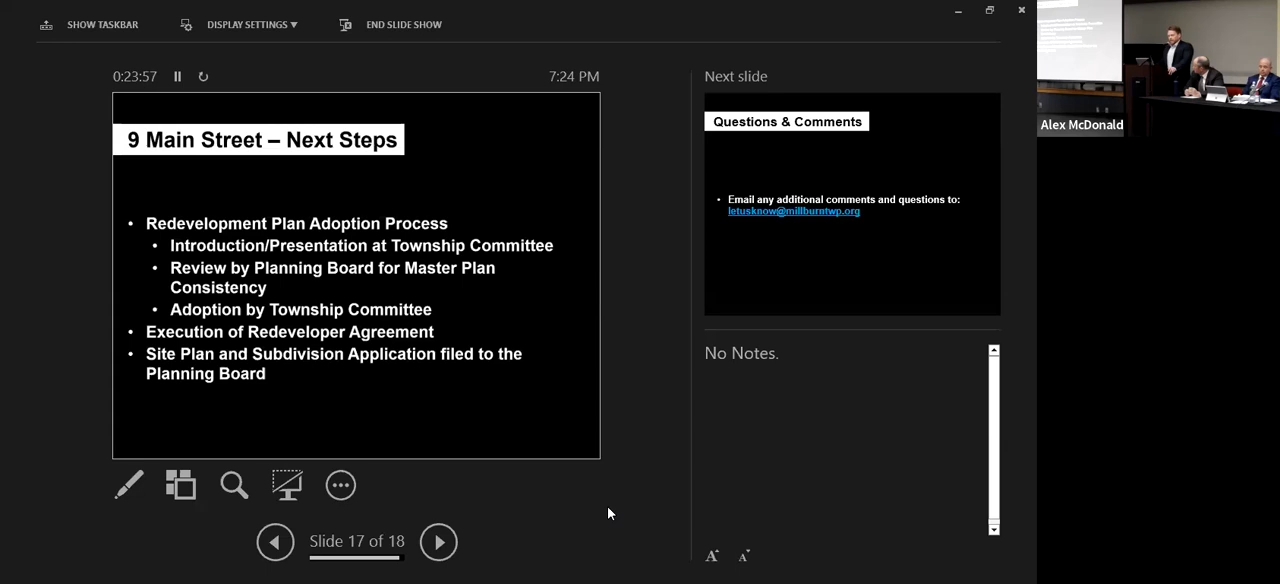 SHOW TASKBAR
DISPLAY SETTINGS ▼
END SLIDE SHOW
0:23:57
7:24 PM
9 Main Street – Next Steps
• Redevelopment Plan Adoption Process
• Introduction/Presentation at Township Committee
• Review by Planning Board for Master Plan
Consistency
• Adoption by Township Committee
• Execution of Redeveloper Agreement
• Site Plan and Subdivision Application filed to the
Planning Board
Slide 17 of 18
Next slide
Questions & Comments
• Email any additional comments and questions to:
letusknow@millburntwp.org
No Notes.
A A
Alex McDonald